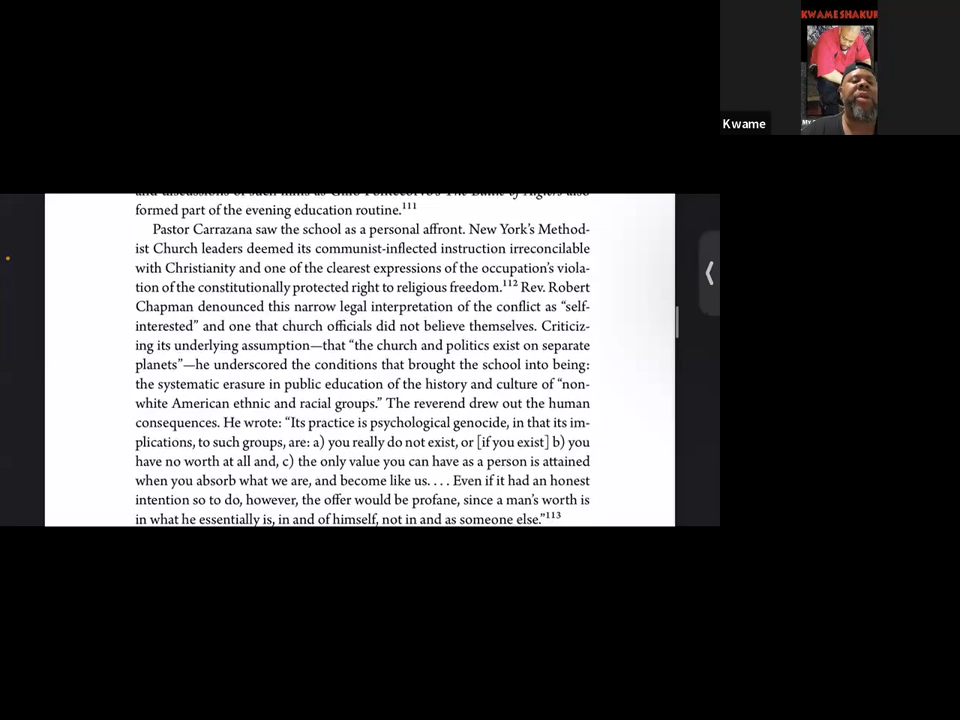 KWAME SHAKUR
Kwame
formed part of the evening education routine.111
Pastor Carrazana saw the school as a personal affront. New York's Method-
ist Church leaders deemed its communist-inflected instruction irreconcilable
with Christianity and one of the clearest expressions of the occupation's viola-
tion of the constitutionally protected right to religious freedom.112 Rev. Robert
Chapman denounced this narrow legal interpretation of the conflict as “self-
interested” and one that church officials did not believe themselves. Criticiz-
ing its underlying assumption—that “the church and politics exist on separate
planets”—he underscored the conditions that brought the school into being:
the systematic erasure in public education of the history and culture of “non-
white American ethnic and racial groups.” The reverend drew out the human
consequences. He wrote: “Its practice is psychological genocide, in that its im-
plications, to such groups, are: a) you really do not exist, or [if you exist] b) you
have no worth at all and, c) the only value you can have as a person is attained
when you absorb what we are, and become like us. . . . Even if it had an honest
intention so to do, however, the offer would be profane, since a man's worth is
in what he essentially is, in and of himself, not in and as someone else.”113